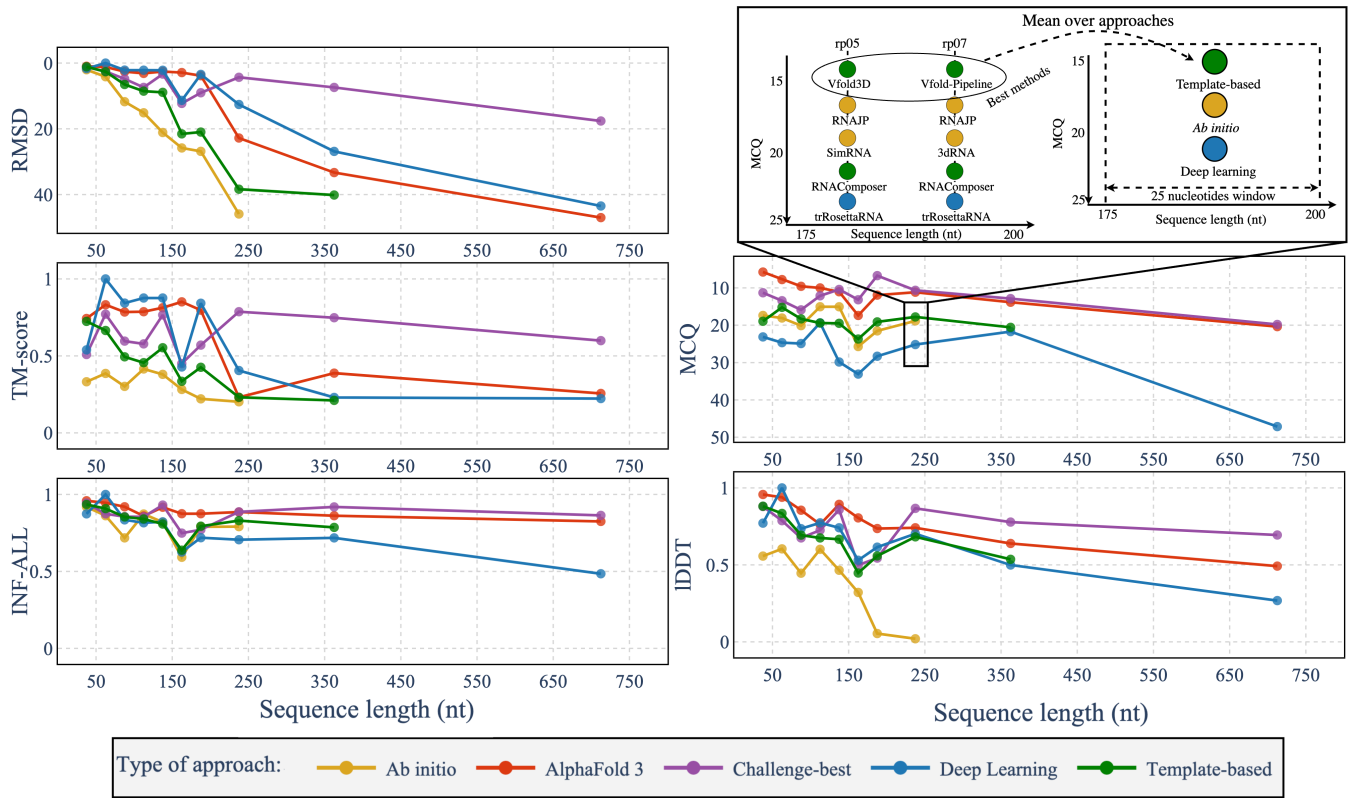 RMSD
0
20
40
50 150 250 350 450 550 650 750
TM-score
1
0.5
0
50 150 250 350 450 550 650 750
INF-ALL
1
0.5
0
50 150 250 350 450 550 650 750
Sequence length (nt)
Mean over approaches
rp05 rp07
MCQ
15
20
25
Vfold3D Vfold-Pipeline
Best methods
RNAJP RNAJP
SimRNA 3dRNA
RNAComposer RNAComposer
trRosettaRNA trRosettaRNA
175 Sequence length (nt) 200
MCQ
15
20
25
Template-based
Ab initio
Deep learning
25 nucleotides window
175 200
Sequence length (nt)
MCQ
10
20
30
40
50
50 150 250 350 450 550 650 750
lDDT
1
0.5
0
50 150 250 350 450 550 650 750
Sequence length (nt)
Type of approach: Ab initio AlphaFold 3 Challenge-best Deep Learning Template-based